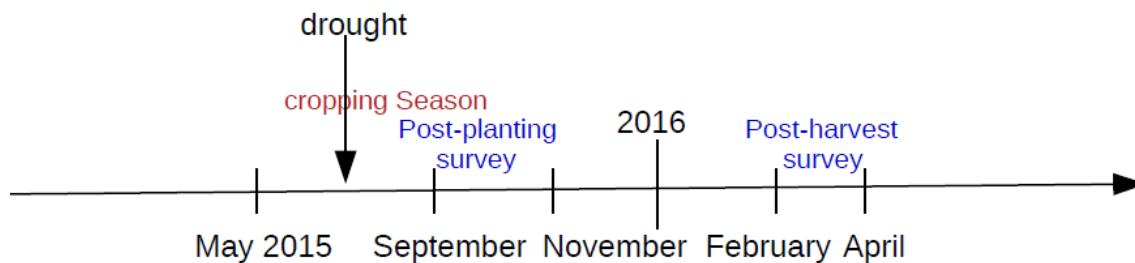 drought
cropping Season
Post-planting
survey
2016
Post-harvest
survey
May 2015
September
November
February
April